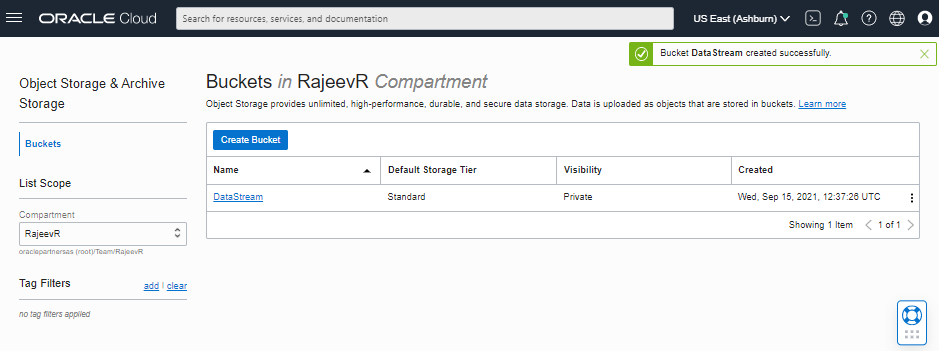 ORACLE Cloud
Search for resources, services, and documentation
US East (Ashburn)
Bucket DataStream created successfully.
Object Storage & Archive
Storage
Buckets
List Scope
Compartment
RajeevR
oraclepartnersas (root)/Team/RajeevR
Tag Filters add | clear
no tag filters applied
Buckets in RajeevR Compartment
Object Storage provides unlimited, high-performance, durable, and secure data storage. Data is uploaded as objects that are stored in buckets. Learn more
Create Bucket
Name Default Storage Tier Visibility Created
DataStream Standard Private Wed, Sep 15, 2021, 12:37:26 UTC
Showing 1 Item < 1 of 1 >